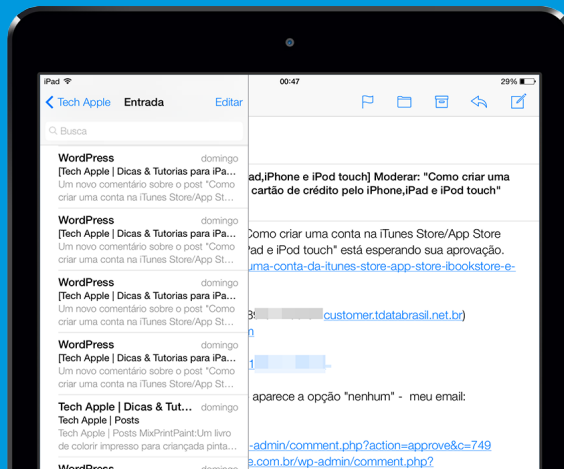 iPad 00:47 29%
Tech Apple Entrada Editar
Busca
WordPress domingo
[Tech Apple | Dicas & Tutorias para iPa...
Um novo comentário sobre o post "Como
criar uma conta na iTunes Store/App St...
WordPress domingo
[Tech Apple | Dicas & Tutorias para iPa...
Um novo comentário sobre o post "Como
criar uma conta na iTunes Store/App St...
WordPress domingo
[Tech Apple | Dicas & Tutorias para iPa...
Um novo comentário sobre o post "Como
criar uma conta na iTunes Store/App St...
WordPress domingo
[Tech Apple | Dicas & Tutorias para iPa...
Um novo comentário sobre o post "Como
criar uma conta na iTunes Store/App St...
Tech Apple | Dicas & Tut... domingo
Tech Apple | Posts
Tech Apple | Posts MixPrintPaint:Um livro
de colorir impresso para criançada pinta...
WordPress domingo
ad,iPhone e iPod touch] Moderar: "Como criar uma
cartão de crédito pelo iPhone,iPad e iPod touch"
Como criar uma conta na iTunes Store/App Store
Pad e iPod touch" está esperando sua aprovação.
uma-conta-da-itunes-store-app-store-ibookstore-e-
customer.tdatabrasil.net.br)
aparece a opção "nenhum" - meu email:
-admin/comment.php?action=approve&c=749
e.com.br/wp-admin/comment.php?